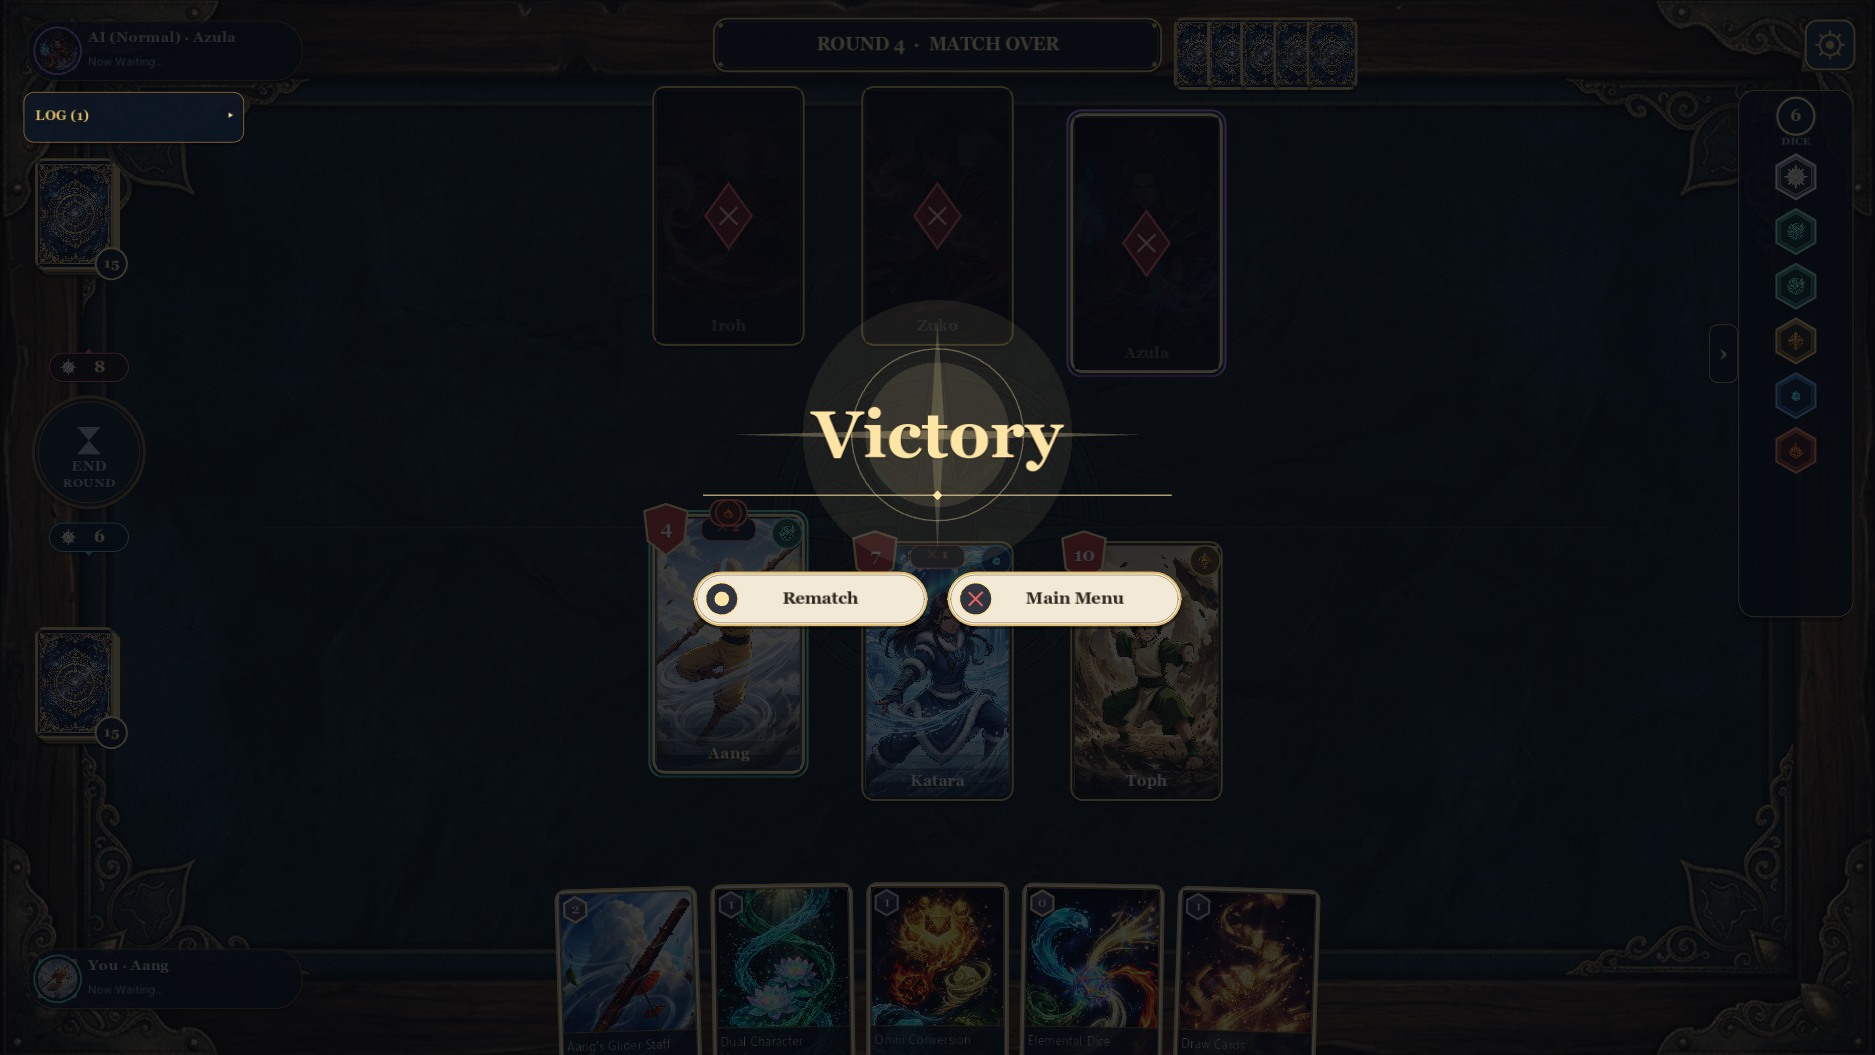 AI (Normal) · Azula
Now Waiting...
ROUND 4 · MATCH OVER
LOG (1)
6
DICE
15
8
END
ROUND
6
15
Iroh
Zuko
Azula
Victory
4
7
× 1
10
Rematch
Main Menu
Aang
Katara
Toph
You · Aang
Now Waiting...
2
Aang's Glider Staff
1
Dual Character
1
Omni Conversion
0
Elemental Dice
1
Draw Cards